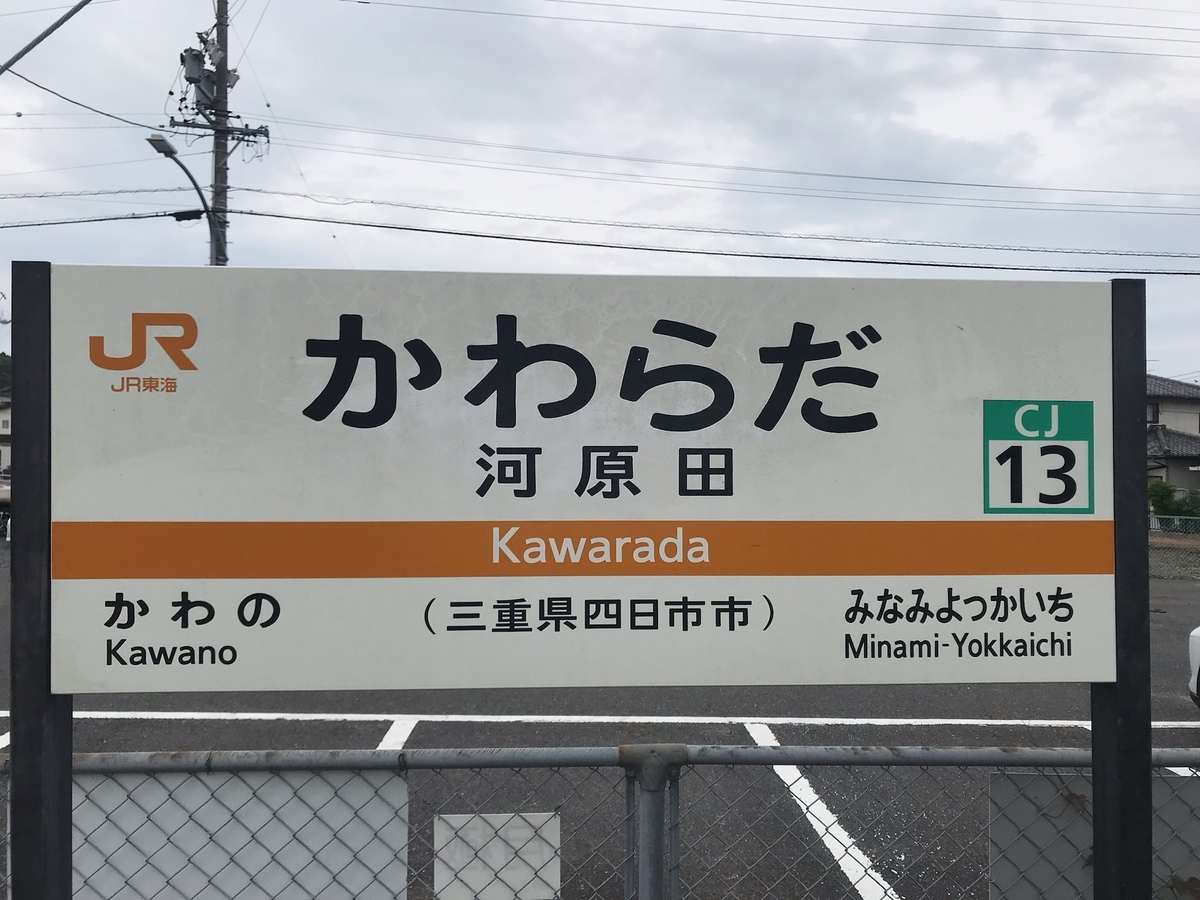 JR
JR東海
かわらだ
河原田
CJ
13
Kawarada
かわの
Kawano
(三重県四日市市)
みなみよっかいち
Minami-Yokkaichi